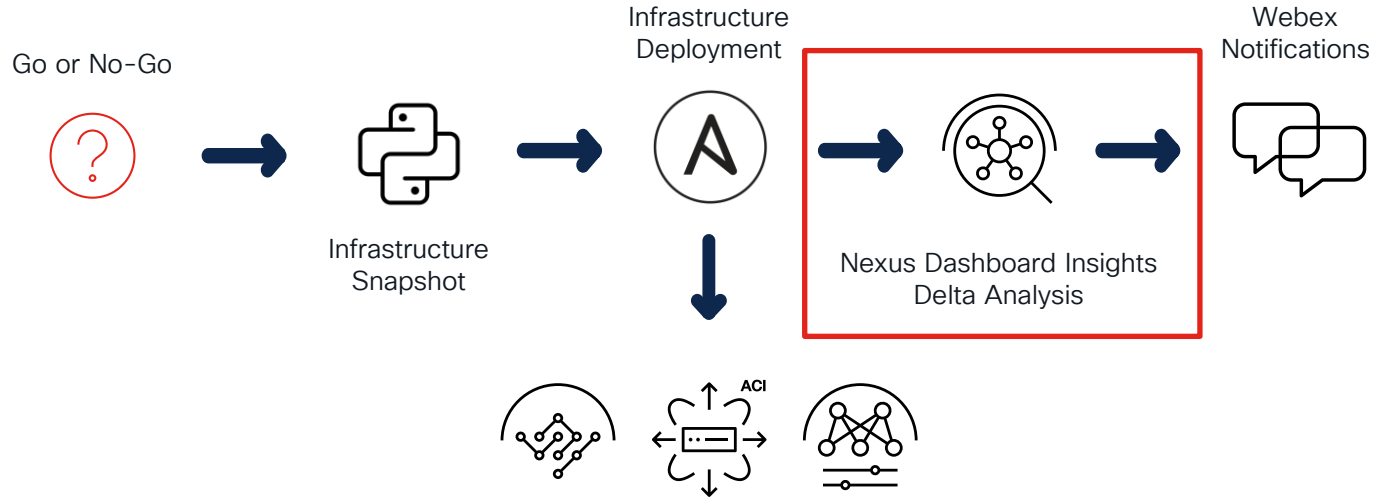 Go or No-Go
Infrastructure
Snapshot
Infrastructure
Deployment
Nexus Dashboard Insights
Delta Analysis
Webex
Notifications
ACI